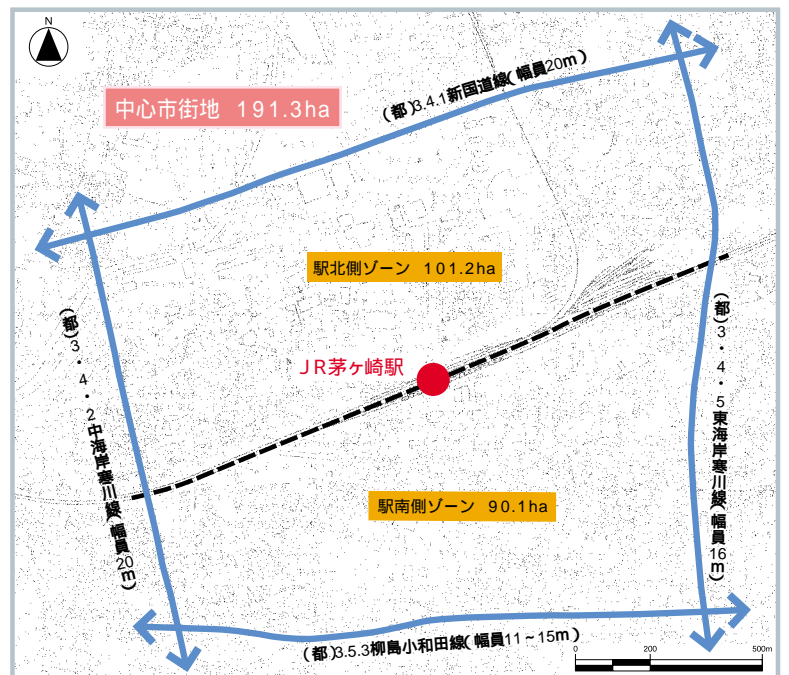 N
中心市街地 191.3ha
(都)3.4.1新国道線(幅員20m)
駅北側ゾーン 101.2ha
JR茅ヶ崎駅
(都)3・4・2中海岸寒川線(幅員20m)
(都)3・4・5東海岸寒川線(幅員16m)
駅南側ゾーン 90.1ha
(都)3.5.3柳島小和田線(幅員11~15m)
0 200 500m